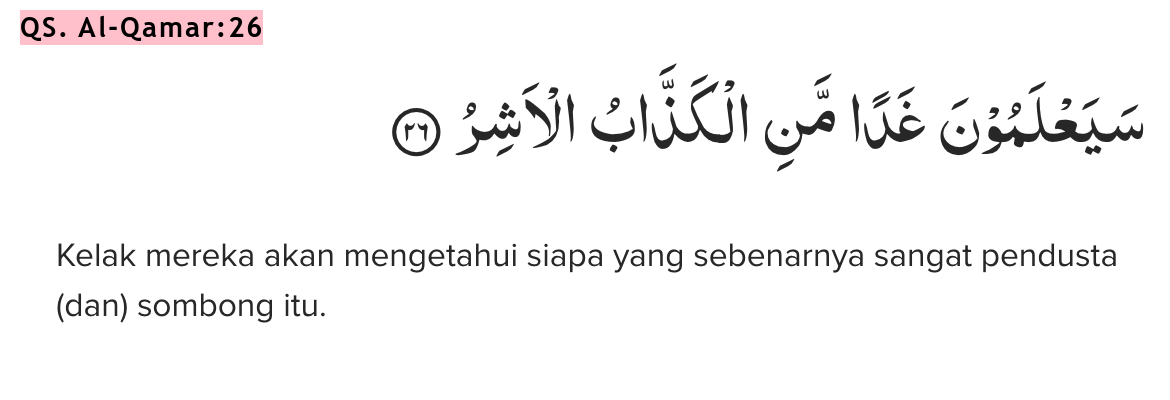 QS. Al-Qamar:26
سَيَعْلَمُوْنَ غَدًا مَّنِ الْكَذَّابُ الْاَشِرُ ٢٦
Kelak mereka akan mengetahui siapa yang sebenarnya sangat pendusta
(dan) sombong itu.